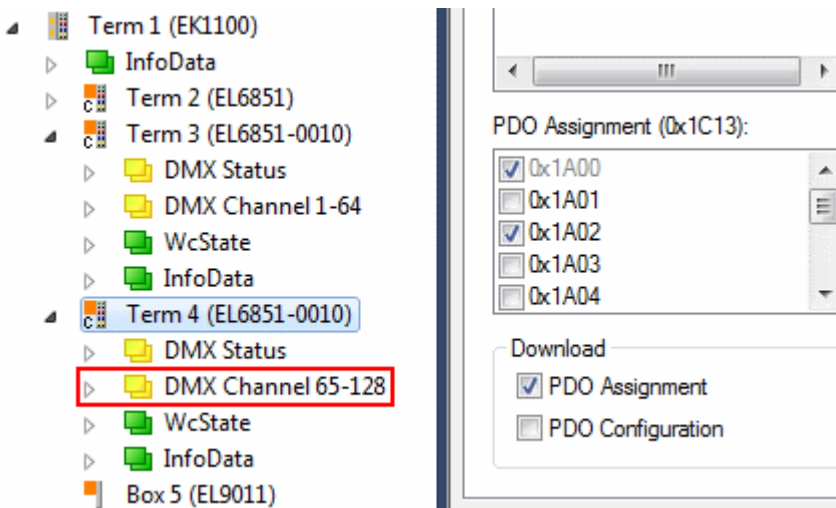 Term 1 (EK1100)
InfoData
Term 2 (EL6851)
Term 3 (EL6851-0010)
DMX Status
DMX Channel 1-64
WcState
InfoData
Term 4 (EL6851-0010)
DMX Status
DMX Channel 65-128
WcState
InfoData
Box 5 (EL9011)
PDO Assignment (0x1C13):
0x1A00
0x1A01
0x1A02
0x1A03
0x1A04
Download
PDO Assignment
PDO Configuration